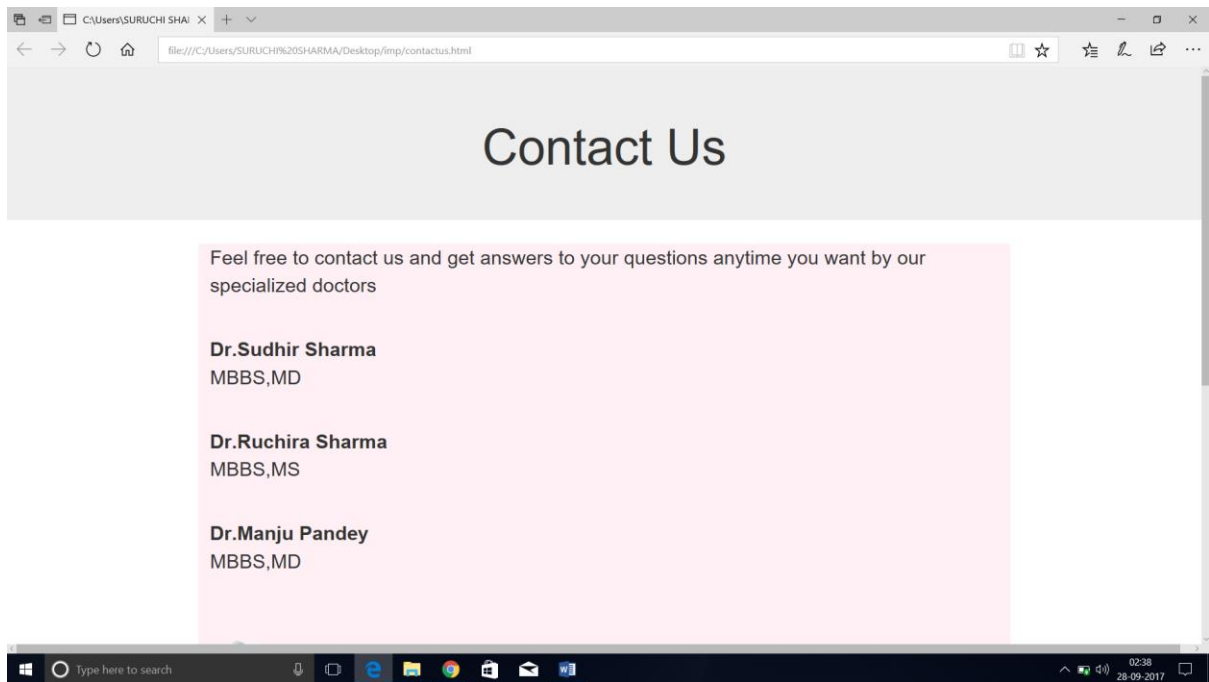 C:\Users\SURUCHI SHAI
file:///C:/Users/SURUCHI%20SHARMA/Desktop/imp/contactus.html
Contact Us
Feel free to contact us and get answers to your questions anytime you want by our
specialized doctors
Dr.Sudhir Sharma
MBBS,MD
Dr.Ruchira Sharma
MBBS,MS
Dr.Manju Pandey
MBBS,MD
Type here to search
02:38
28-09-2017